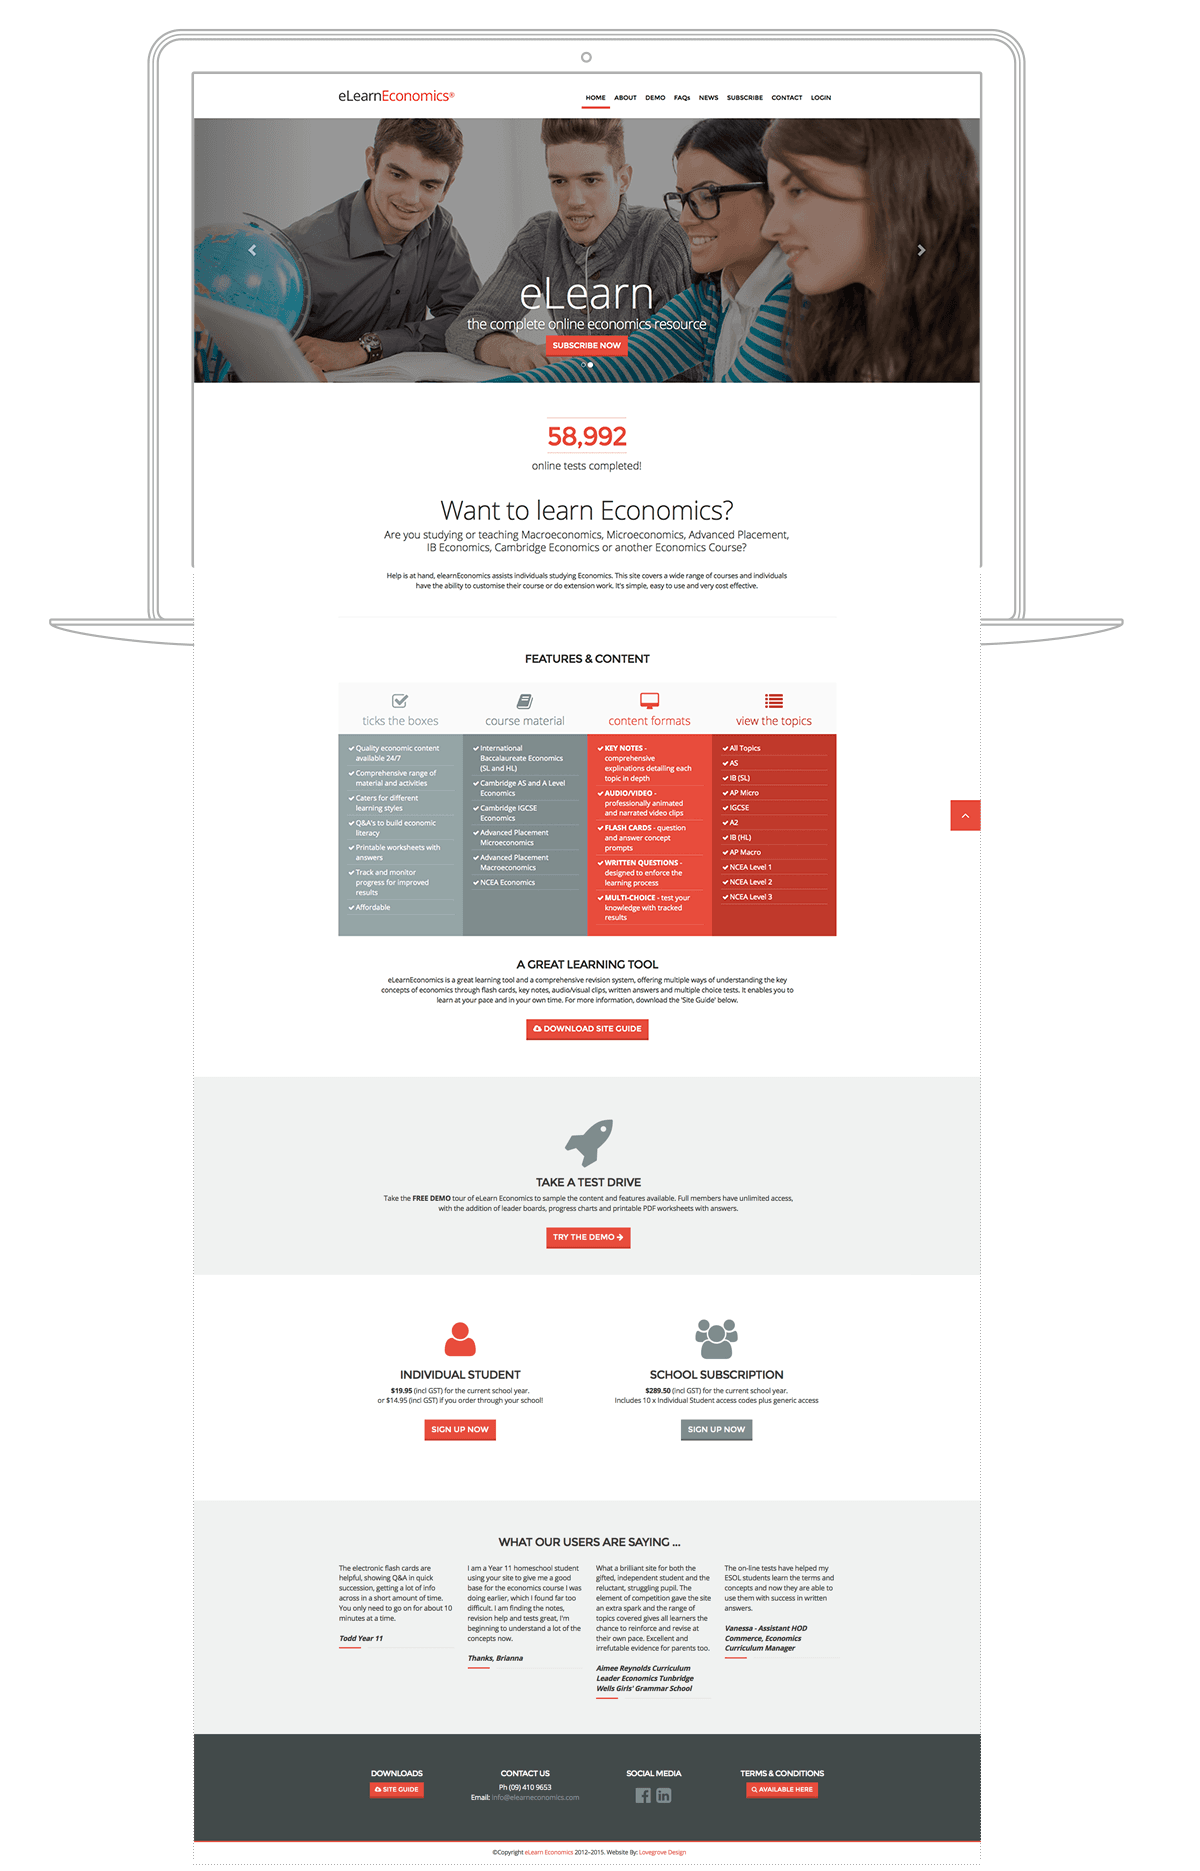 eLearnEconomics®
HOME ABOUT DEMO FAQs NEWS SUBSCRIBE CONTACT LOGIN
eLearn
the complete online economics resource
SUBSCRIBE NOW
58,992
online tests completed!
Want to learn Economics?
Are you studying or teaching Macroeconomics, Microeconomics, Advanced Placement,
IB Economics, Cambridge Economics or another Economics Course?
Help is at hand, elearnEconomics assists individuals studying Economics. This site covers a wide range of courses and individuals
have the ability to customise their course or do extension work. It's simple, easy to use and very cost effective.
FEATURES & CONTENT
ticks the boxes
Quality economic content
available 24/7
Comprehensive range of
material and activities
Caters for different
learning styles
Q&A's to build economic
literacy
Printable worksheets with
answers
Track and monitor
progress for improved
results
Affordable
course material
International
Baccalaureate Economics
(SL and HL)
Cambridge AS and A Level
Economics
Cambridge IGCSE
Economics
Advanced Placement
Microeconomics
Advanced Placement
Macroeconomics
NCEA Economics
content formats
KEY NOTES -
comprehensive
explinations detailing each
topic in depth
AUDIO/VIDEO -
professionally animated
and narrated video clips
FLASH CARDS - question
and answer concept
prompts
WRITTEN QUESTIONS -
designed to enforce the
learning process
MULTI-CHOICE - test your
knowledge with tracked
results
view the topics
All Topics
AS
IB (SL)
AP Micro
IGCSE
A2
IB (HL)
AP Macro
NCEA Level 1
NCEA Level 2
NCEA Level 3
A GREAT LEARNING TOOL
eLearnEconomics is a great learning tool and a comprehensive revision system, offering multiple ways of understanding the key
concepts of economics through flash cards, key notes, audio/visual clips, written answers and multiple choice tests. It enables you to
learn at your pace and in your own time. For more information, download the 'Site Guide' below.
DOWNLOAD SITE GUIDE
TAKE A TEST DRIVE
Take the FREE DEMO tour of eLearn Economics to sample the content and features available. Full members have unlimited access,
with the addition of leader boards, progress charts and printable PDF worksheets with answers.
TRY THE DEMO
INDIVIDUAL STUDENT
$19.95 (incl GST) for the current school year.
or $14.95 (incl GST) if you order through your school!
SIGN UP NOW
SCHOOL SUBSCRIPTION
$289.50 (incl GST) for the current school year.
Includes 10 x Individual Student access codes plus generic access
SIGN UP NOW
WHAT OUR USERS ARE SAYING ...
The electronic flash cards are
helpful, showing Q&A in quick
succession, getting a lot of info
across in a short amount of time.
You only need to go on for about 10
minutes at a time.
Todd Year 11
I am a Year 11 homeschool student
using your site to give me a good
base for the economics course I was
doing earlier, which I found far too
difficult. I am finding the notes,
revision help and tests great, I'm
beginning to understand a lot of the
concepts now.
Thanks, Brianna
What a brilliant site for both the
gifted, independent student and the
reluctant, struggling pupil. The
element of competition gave the site
an extra spark and the range of
topics covered gives all learners the
chance to reinforce and revise at
their own pace. Excellent and
irrefutable evidence for parents too.
Aimee Reynolds Curriculum
Leader Economics Tunbridge
Wells Girls' Grammar School
The on-line tests have helped my
ESOL students learn the terms and
concepts and now they are able to
use them with success in written
answers.
Vanessa - Assistant HOD
Commerce, Economics
Curriculum Manager
DOWNLOADS
SITE GUIDE
CONTACT US
Ph (09) 410 9653
Email: info@elearneconomics.com
SOCIAL MEDIA
TERMS & CONDITIONS
AVAILABLE HERE
©Copyright eLearn Economics 2012–2015. Website By: Lovegrove Design